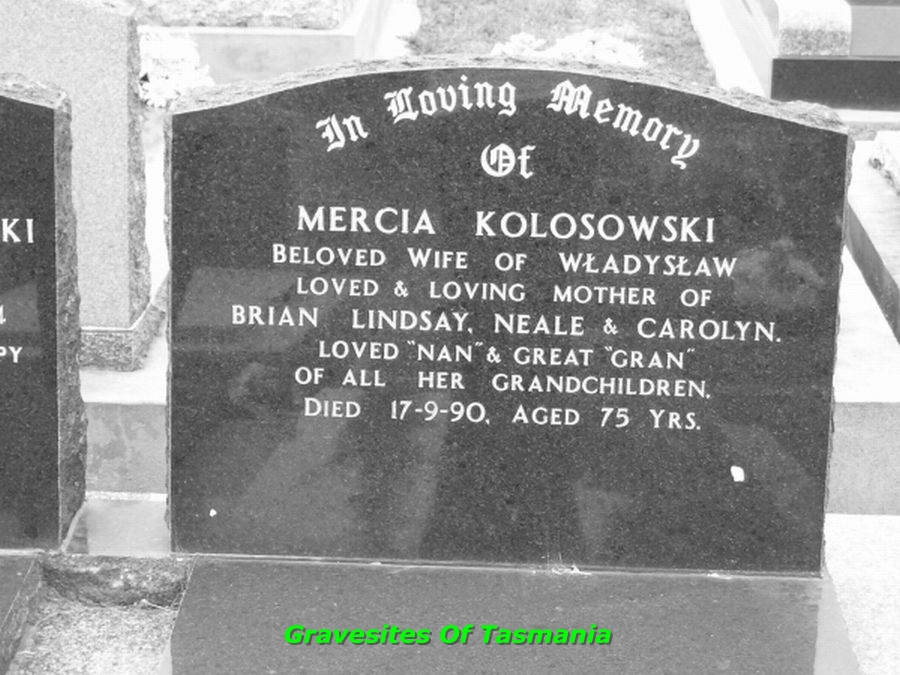 In Loving Memory
Of
MERCIA KOLOSOWSKI
BELOVED WIFE OF WŁADYSŁAW
LOVED & LOVING MOTHER OF
BRIAN LINDSAY, NEALE & CAROLYN.
LOVED "NAN" & GREAT "GRAN"
OF ALL HER GRANDCHILDREN.
DIED 17-9-90, AGED 75 YRS.
KI
4
PY
Gravesites Of Tasmania